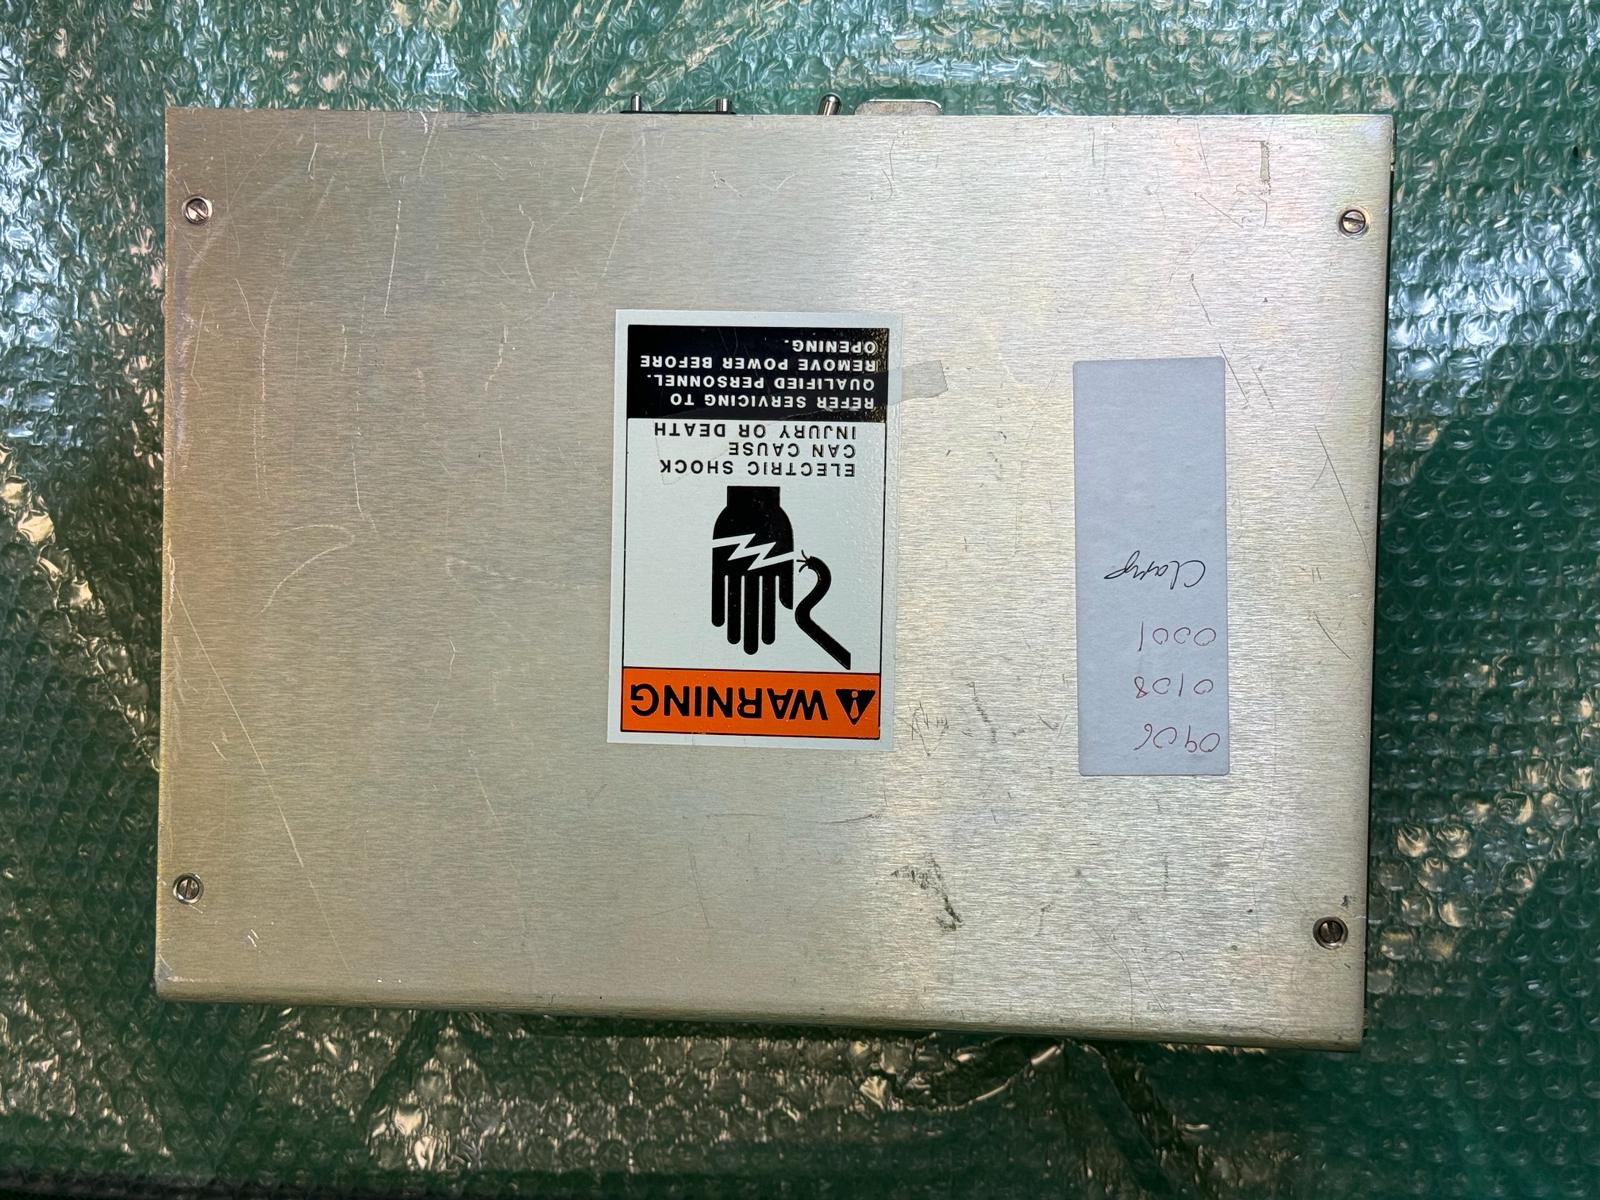 WARNING
ELECTRIC SHOCK
CAN CAUSE
INJURY OR DEATH
REFER SERVICING TO
QUALIFIED PERSONNEL.
REMOVE POWER BEFORE
OPENING.
0906
0108
0001
Clamp